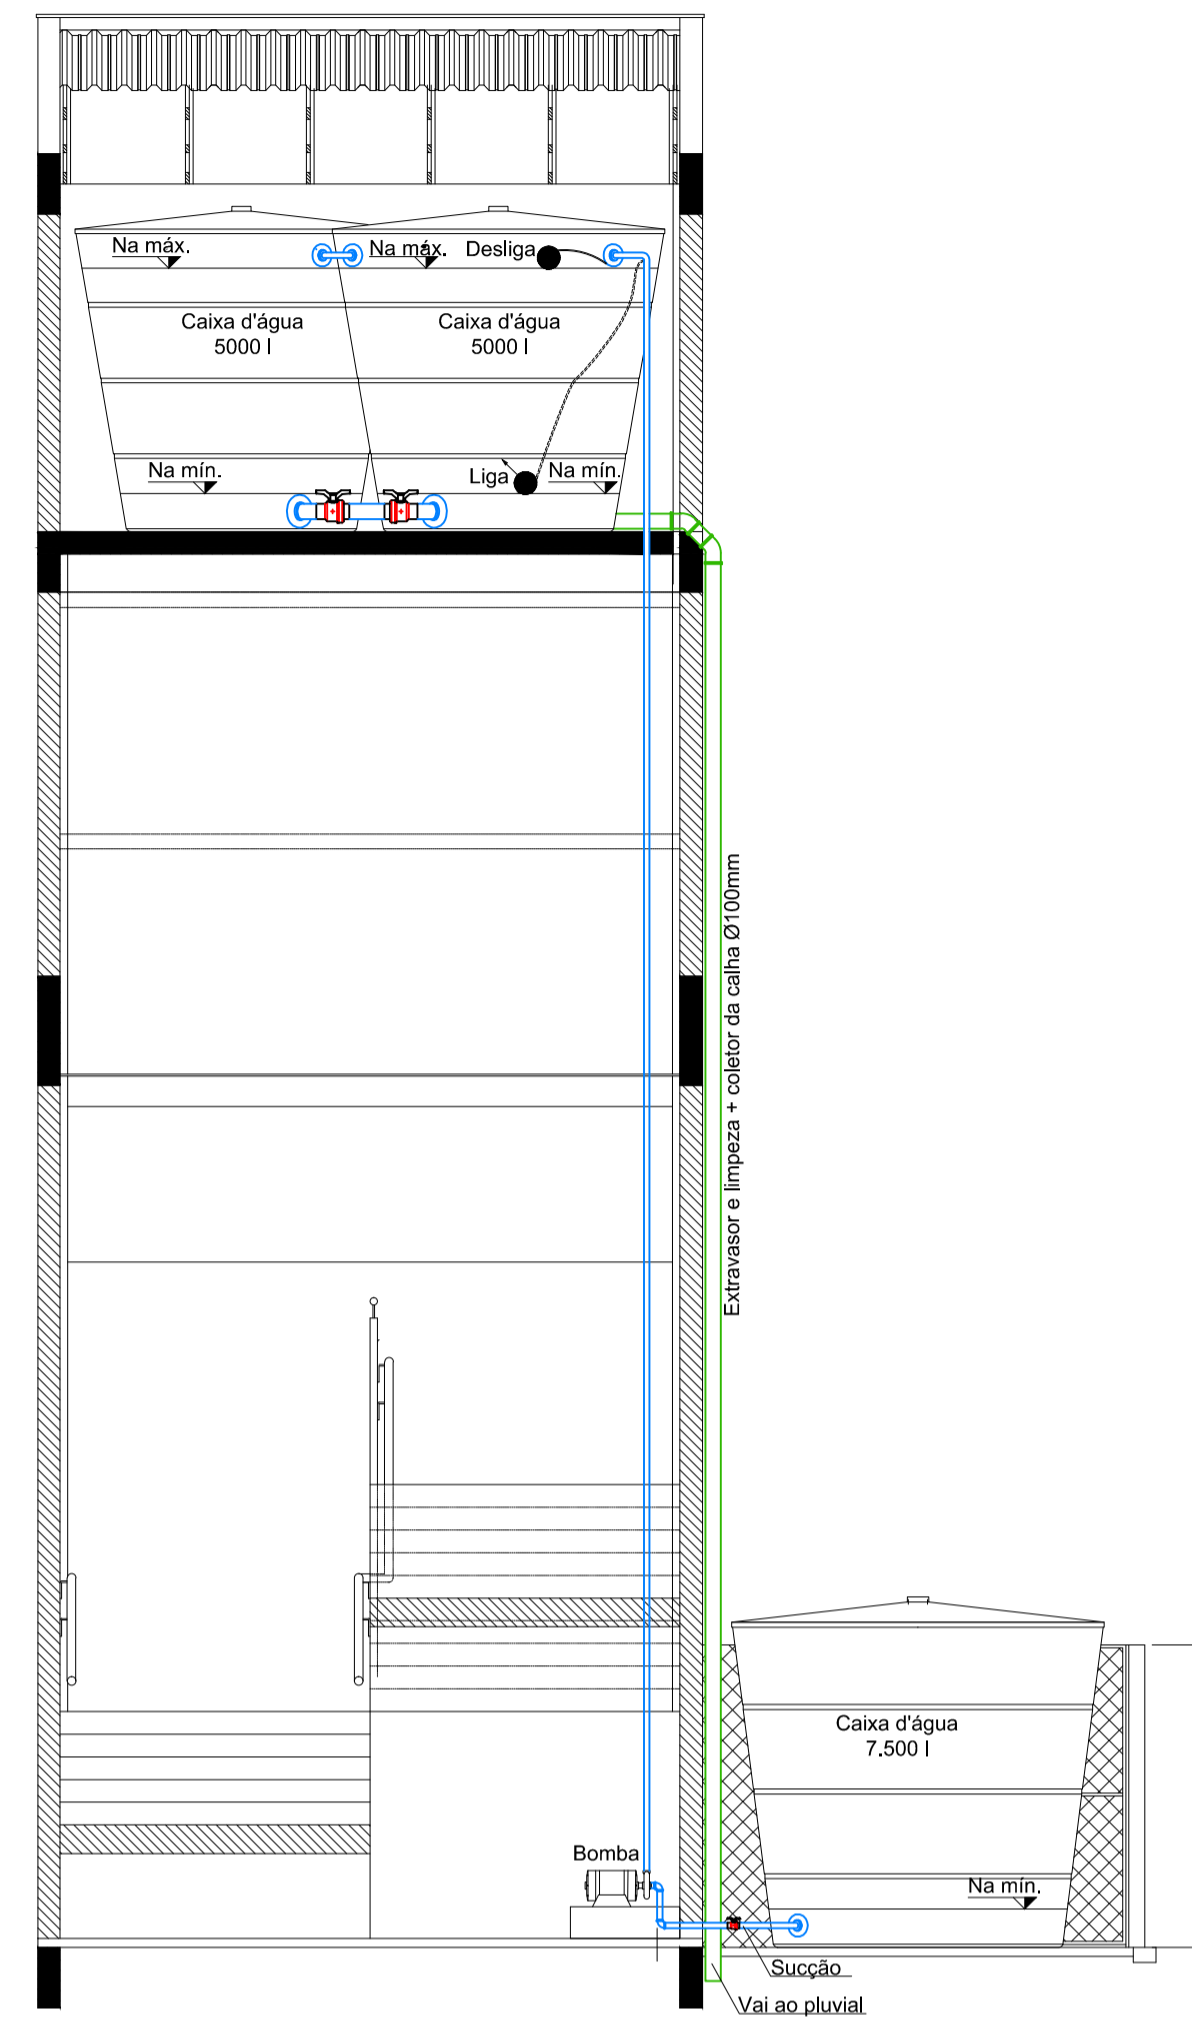 Na máx.
Na máx.
Desliga
Caixa d'água
5000 l
Caixa d'água
5000 l
Na mín.
Liga
Na mín.
Extravasor e limpeza + coletor da calha Ø100mm
Caixa d'água
7.500 l
Bomba
Na mín.
Sucção
Vai ao pluvial